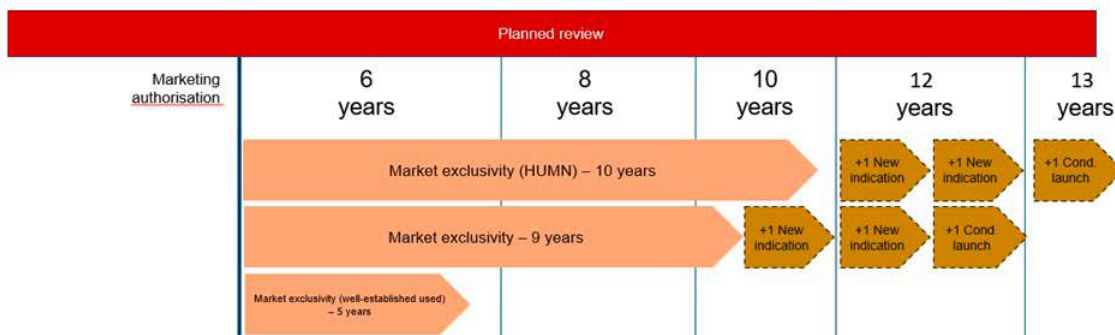 Planned review
Marketing
authorisation
6
years
8
years
10
years
12
years
13
years
Market exclusivity (HUMN) – 10 years
+1 New
indication
+1 New
indication
+1 Cond.
launch
Market exclusivity – 9 years
+1 New
indication
+1 New
indication
+1 Cond.
launch
Market exclusivity (well-established used)
– 5 years